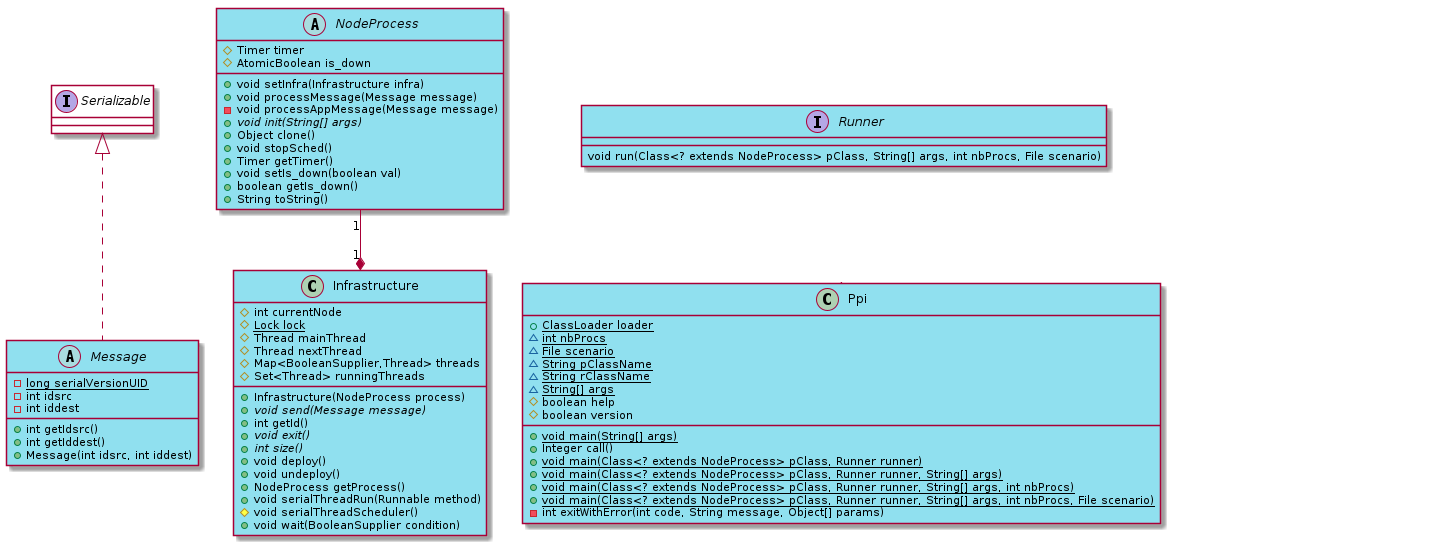 A NodeProcess
Timer timer
AtomicBoolean is_down
void setInfra(Infrastructure infra)
void processMessage(Message message)
void processAppMessage(Message message)
void init(String[] args)
Object clone()
void stopSched()
Timer getTimer()
void setIs_down(boolean val)
boolean getIs_down()
String toString()
I Serializable
I Runner
void run(Class<? extends NodeProcess> pClass, String[] args, int nbProcs, File scenario)
1
1
A Message
long serialVersionUID
int idsrc
int iddest
int getIdsrc()
int getIddest()
Message(int idsrc, int iddest)
C Infrastructure
int currentNode
Lock lock
Thread mainThread
Thread nextThread
Map<BooleanSupplier,Thread> threads
Set<Thread> runningThreads
Infrastructure(NodeProcess process)
void send(Message message)
int getId()
void exit()
int size()
void deploy()
void undeploy()
NodeProcess getProcess()
void serialThreadRun(Runnable method)
void serialThreadScheduler()
void wait(BooleanSupplier condition)
C Ppi
ClassLoader loader
int nbProcs
File scenario
String pClassName
String rClassName
String[] args
boolean help
boolean version
void main(String[] args)
Integer call()
void main(Class<? extends NodeProcess> pClass, Runner runner)
void main(Class<? extends NodeProcess> pClass, Runner runner, String[] args)
void main(Class<? extends NodeProcess> pClass, Runner runner, String[] args, int nbProcs)
void main(Class<? extends NodeProcess> pClass, Runner runner, String[] args, int nbProcs, File scenario)
int exitWithError(int code, String message, Object[] params)